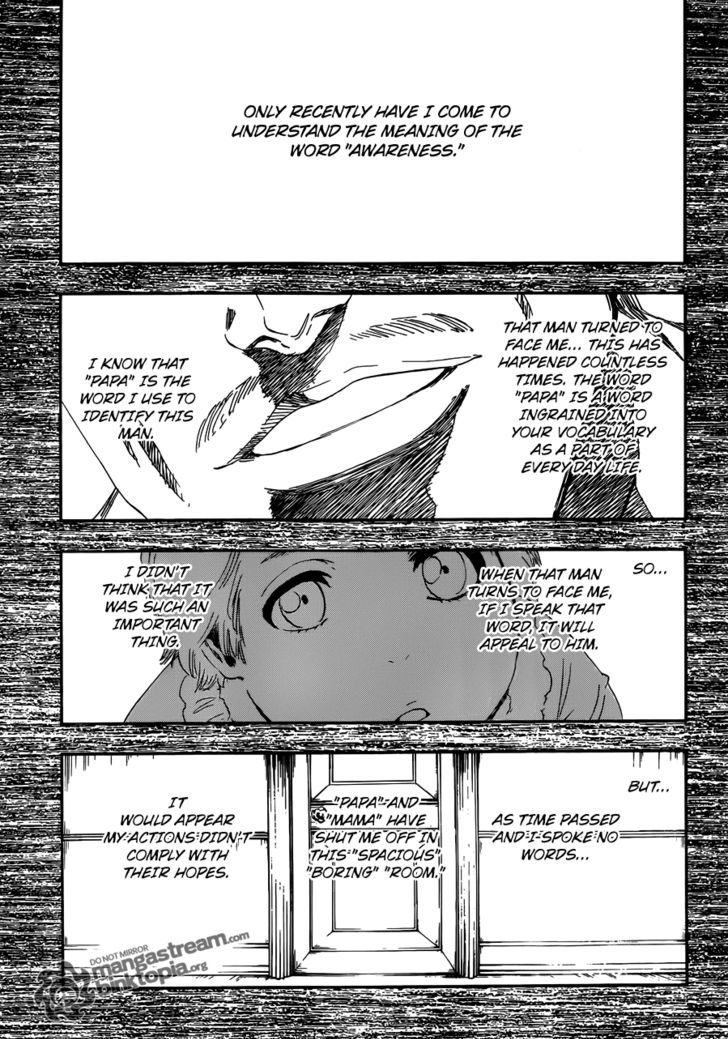 ONLY RECENTLY HAVE I COME TO
UNDERSTAND THE MEANING OF THE
WORD "AWARENESS."
THAT MAN TURNED TO
FACE ME... THIS HAS
HAPPENED COUNTLESS
TIMES. THE WORD
"PAPA" IS A WORD
INGRAINED INTO
YOUR VOCABULARY
AS A PART OF
EVERY DAY LIFE.
I KNOW THAT
"PAPA" IS THE
WORD I USE TO
IDENTIFY THIS
MAN.
SO...
WHEN THAT MAN
TURNS TO FACE ME,
IF I SPEAK THAT
WORD, IT WILL
APPEAL TO HIM.
I DIDN'T
THINK THAT IT
WAS SUCH AN
IMPORTANT
THING.
BUT...
AS TIME PASSED
AND I SPOKE NO
WORDS...
"PAPA" AND
"MAMA" HAVE
SHUT ME OFF IN
THIS "SPACIOUS"
"BORING" "ROOM."
IT
WOULD APPEAR
MY ACTIONS DIDN'T
COMPLY WITH
THEIR HOPES.
DO NOT MIRROR
mangastream.com
binktopia.org